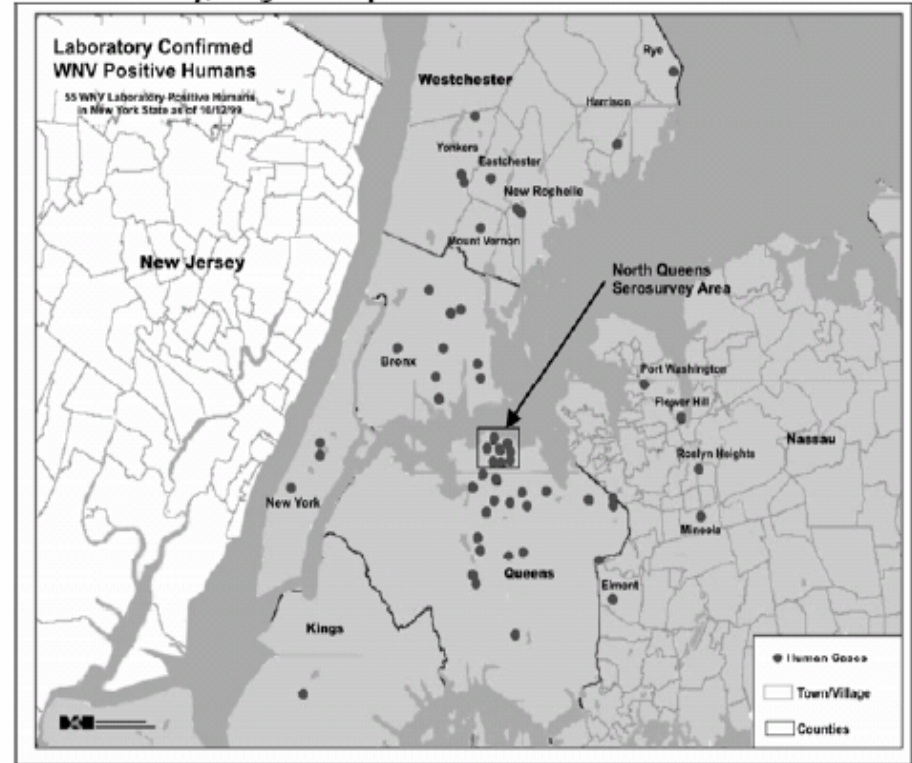 Laboratory Confirmed
WNV Positive Humans
55 WNV Laboratory-Positive Humans
in New York State as of 10/12/99
Rye
Westchester
Harrison
Yonkers
Eastchester
New Rochelle
Mount Vernon
New Jersey
North Queens
Serosurvey Area
Bronx
Port Washington
Flower Hill
Nassau
Roslyn Heights
New York
Mineola
Queens
Elmont
Kings
Human Cases
Town/Village
Counties